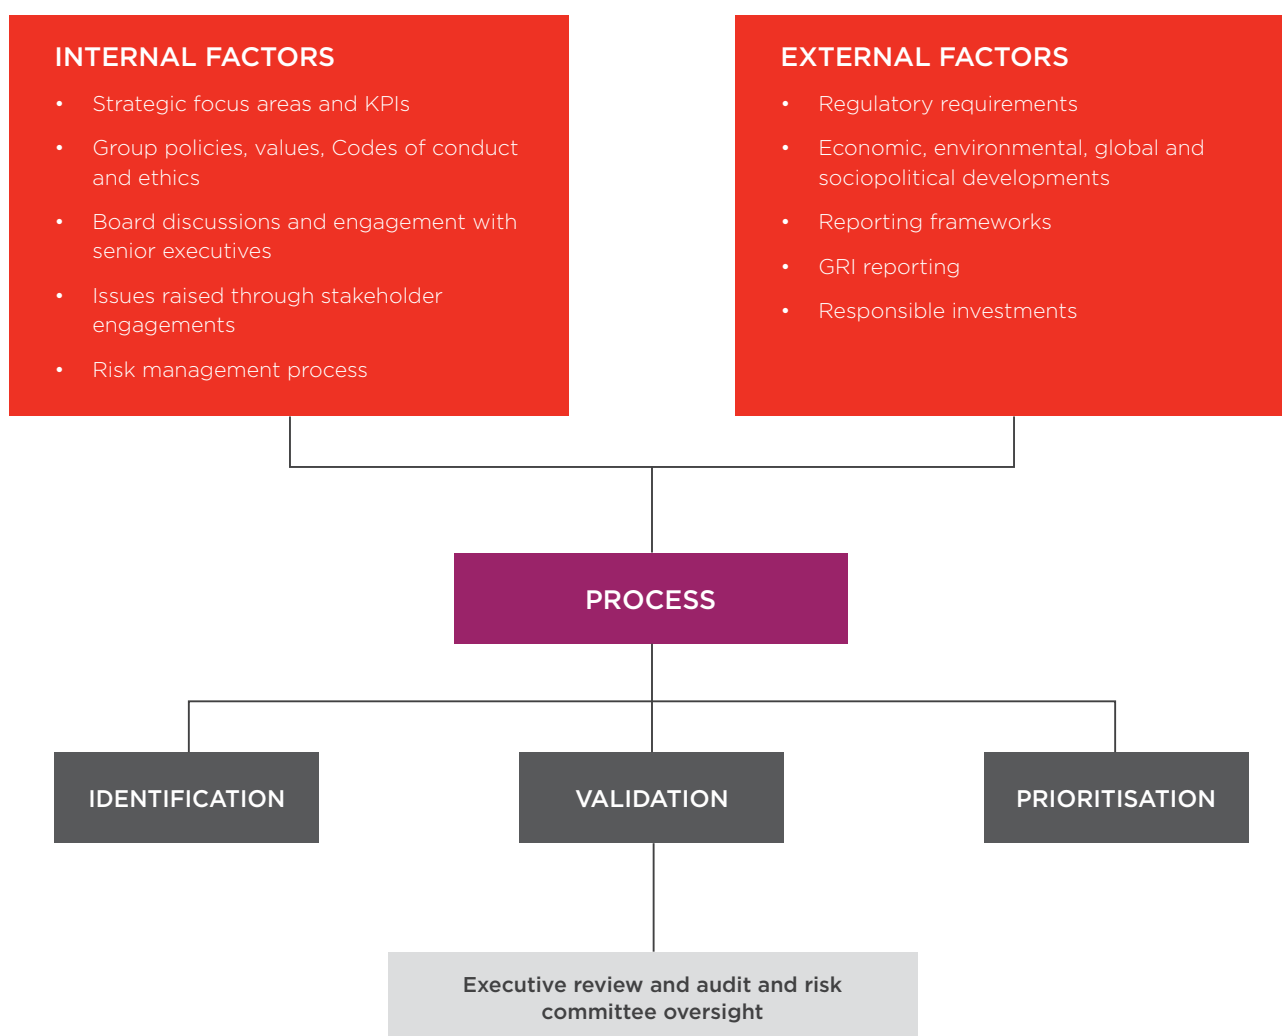 INTERNAL FACTORS
• Strategic focus areas and KPIs
• Group policies, values, Codes of conduct
and ethics
• Board discussions and engagement with
senior executives
• Issues raised through stakeholder
engagements
• Risk management process
EXTERNAL FACTORS
• Regulatory requirements
• Economic, environmental, global and
sociopolitical developments
• Reporting frameworks
• GRI reporting
• Responsible investments
PROCESS
IDENTIFICATION
VALIDATION
PRIORITISATION
Executive review and audit and risk
committee oversight